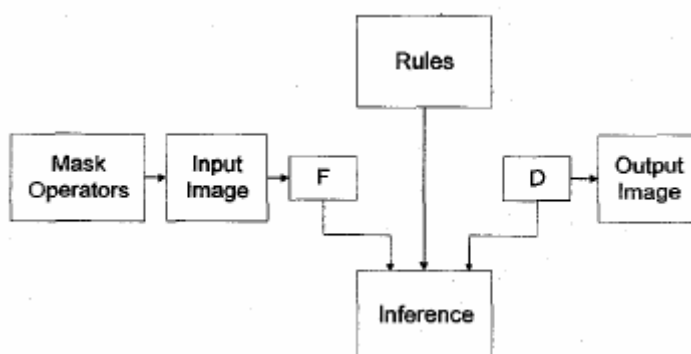 Rules
Mask
Operators
Input
Image
F
D
Output
Image
Inference